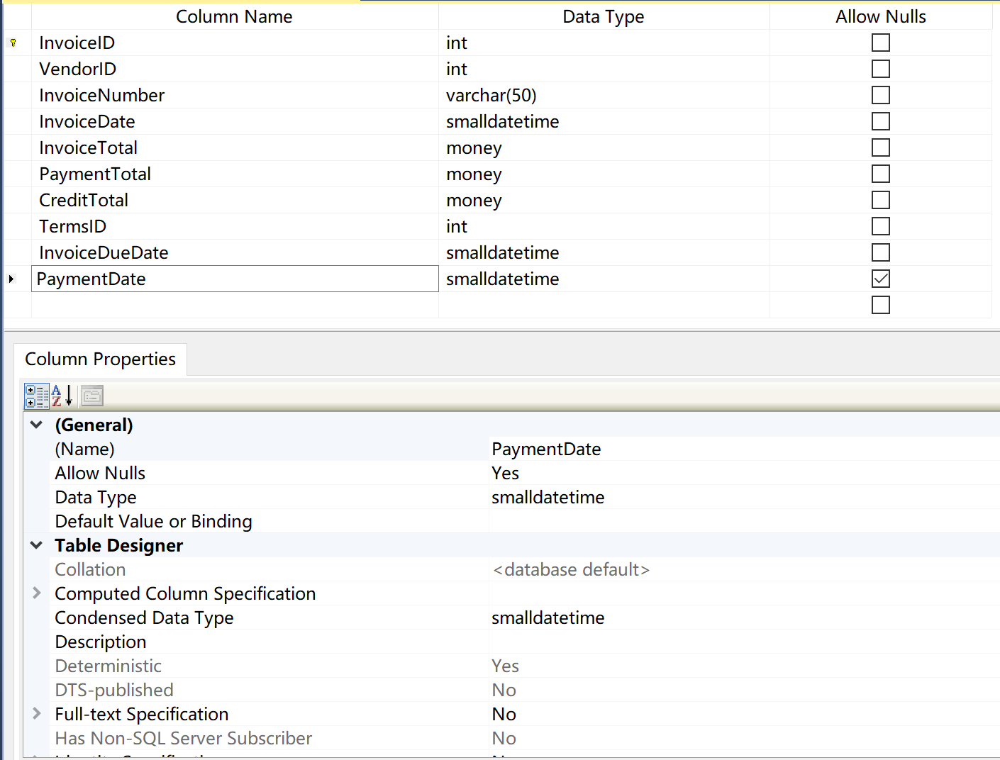 Column Name Data Type Allow Nulls
InvoiceID int
VendorID int
InvoiceNumber varchar(50)
InvoiceDate smalldatetime
InvoiceTotal money
PaymentTotal money
CreditTotal money
TermsID int
InvoiceDueDate smalldatetime
PaymentDate smalldatetime
Column Properties
(General)
(Name) PaymentDate
Allow Nulls Yes
Data Type smalldatetime
Default Value or Binding
Table Designer
Collation <database default>
Computed Column Specification
Condensed Data Type smalldatetime
Description
Deterministic Yes
DTS-published No
Full-text Specification No
Has Non-SQL Server Subscriber No